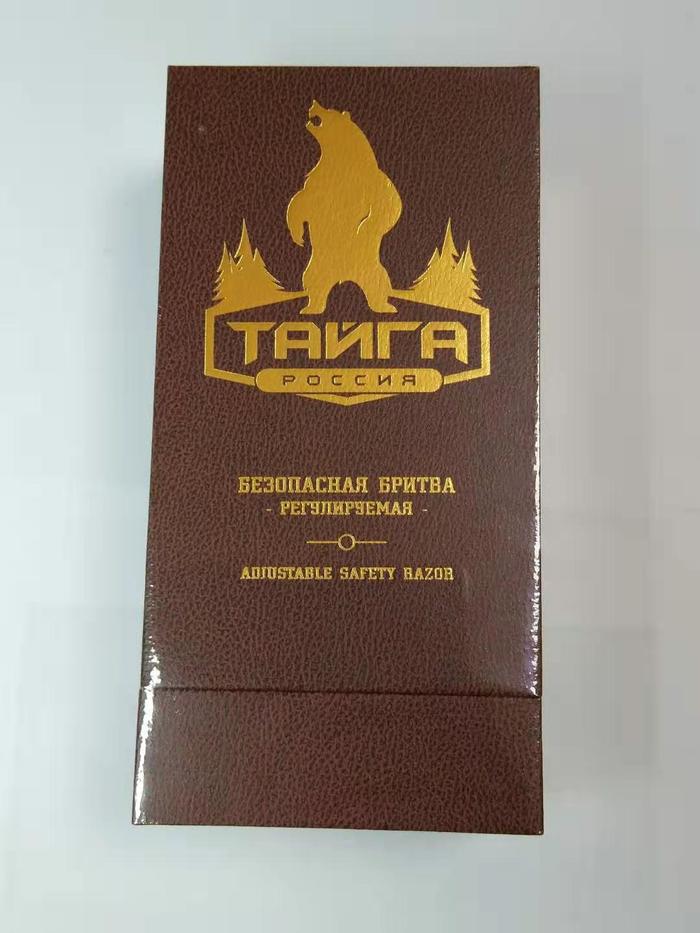 ТАЙГА
РОССИЯ
БЕЗОПАСНАЯ БРИТВА
- РЕГУЛИРУЕМАЯ -
ADJUSTABLE SAFETY RAZOR